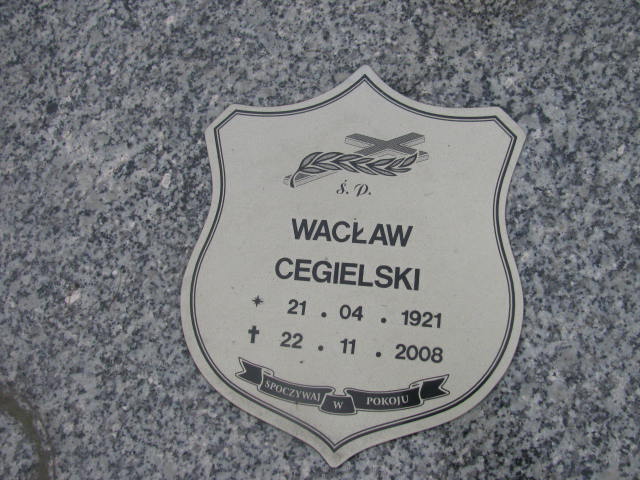 ś. p.
WACŁAW
CEGIELSKI
21 . 04 . 1921
22 . 11 . 2008
SPOCZYWAJ W POKOJU